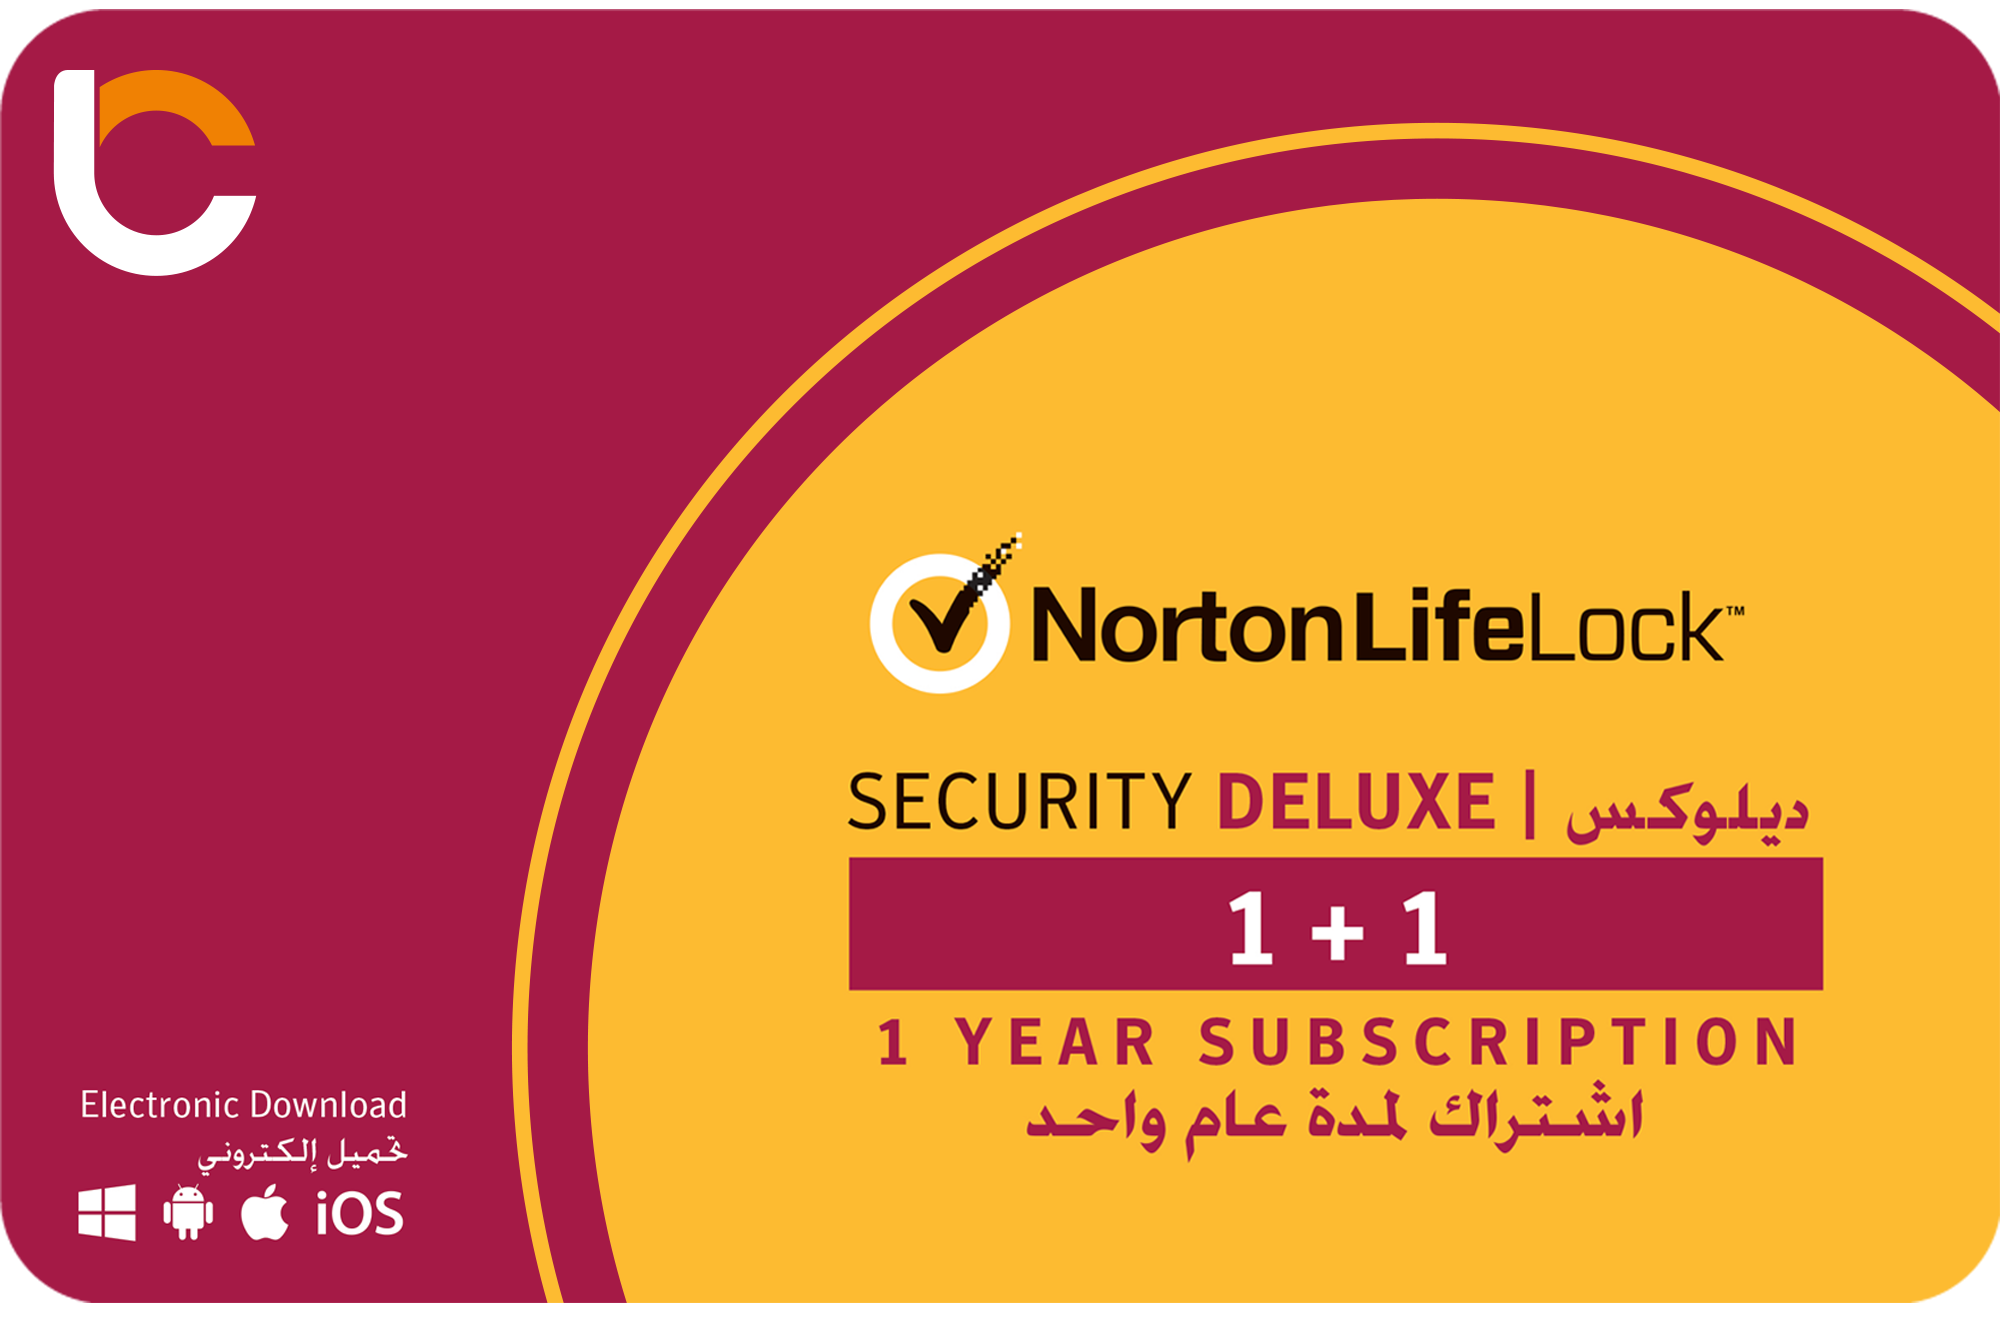 NortonLifeLock™
SECURITY DELUXE | ديلوكس
1 + 1
1 YEAR SUBSCRIPTION
اشتراك لمدة عام واحد
Electronic Download
تحميل إلكتروني
iOS